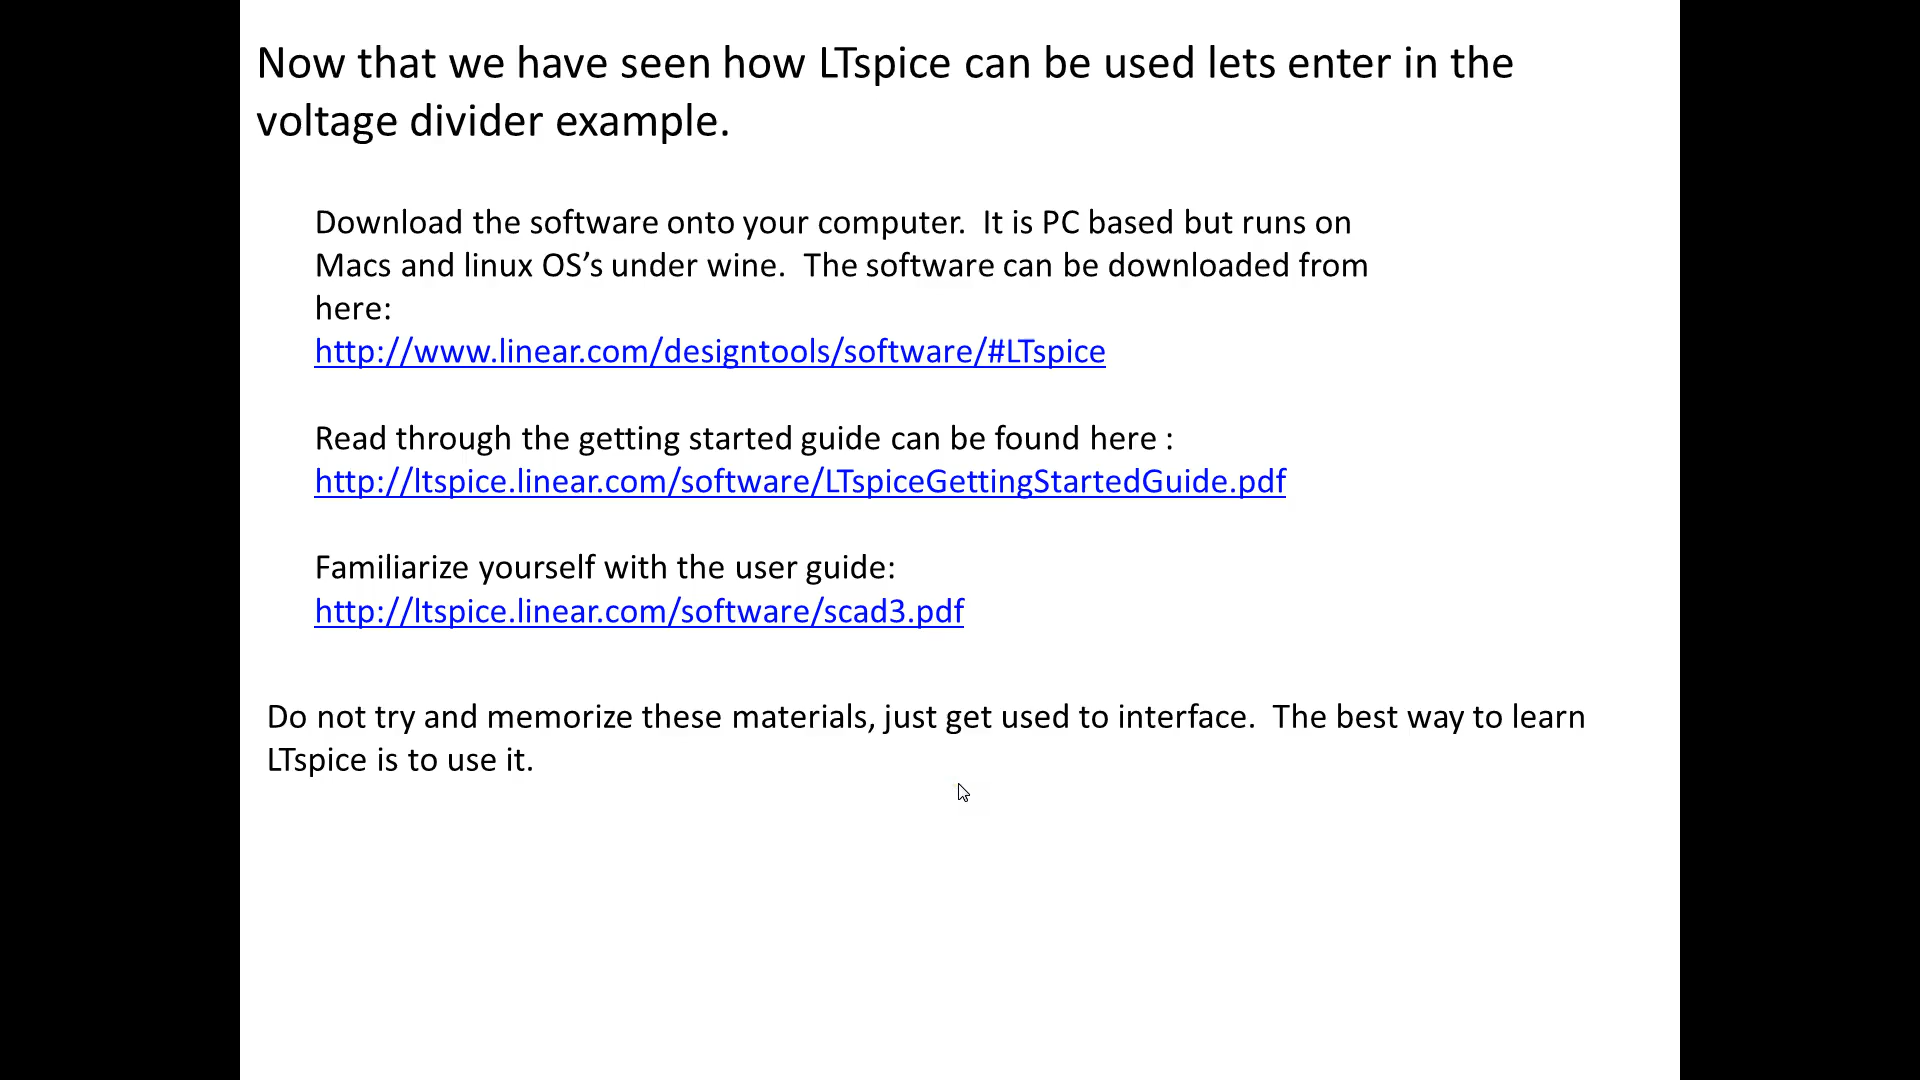 Now that we have seen how LTspice can be used lets enter in the
voltage divider example.
Download the software onto your computer.  It is PC based but runs on
Macs and linux OS’s under wine.  The software can be downloaded from
here:
http://www.linear.com/designtools/software/#LTspice
Read through the getting started guide can be found here :
http://ltspice.linear.com/software/LTspiceGettingStartedGuide.pdf
Familiarize yourself with the user guide:
http://ltspice.linear.com/software/scad3.pdf
Do not try and memorize these materials, just get used to interface.  The best way to learn
LTspice is to use it.